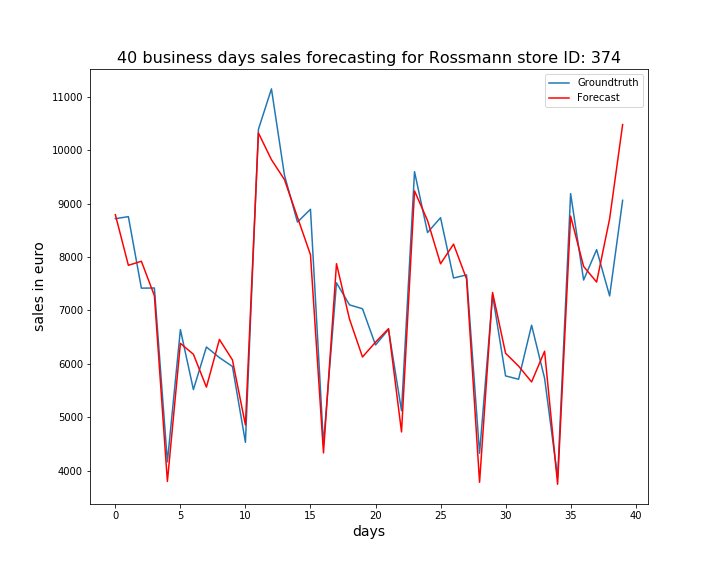 40 business days sales forecasting for Rossmann store ID: 374
Groundtruth
Forecast
11000
10000
9000
8000
7000
6000
5000
4000
sales in euro
0 5 10 15 20 25 30 35 40
days